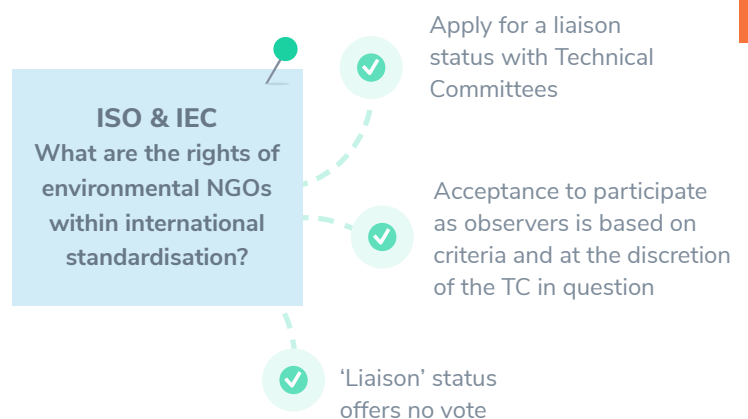 Apply for a liaison
status with Technical
Committees
ISO & IEC
What are the rights of
environmental NGOs
within international
standardisation?
Acceptance to participate
as observers is based on
criteria and at the discretion
of the TC in question
‘Liaison’ status
offers no vote